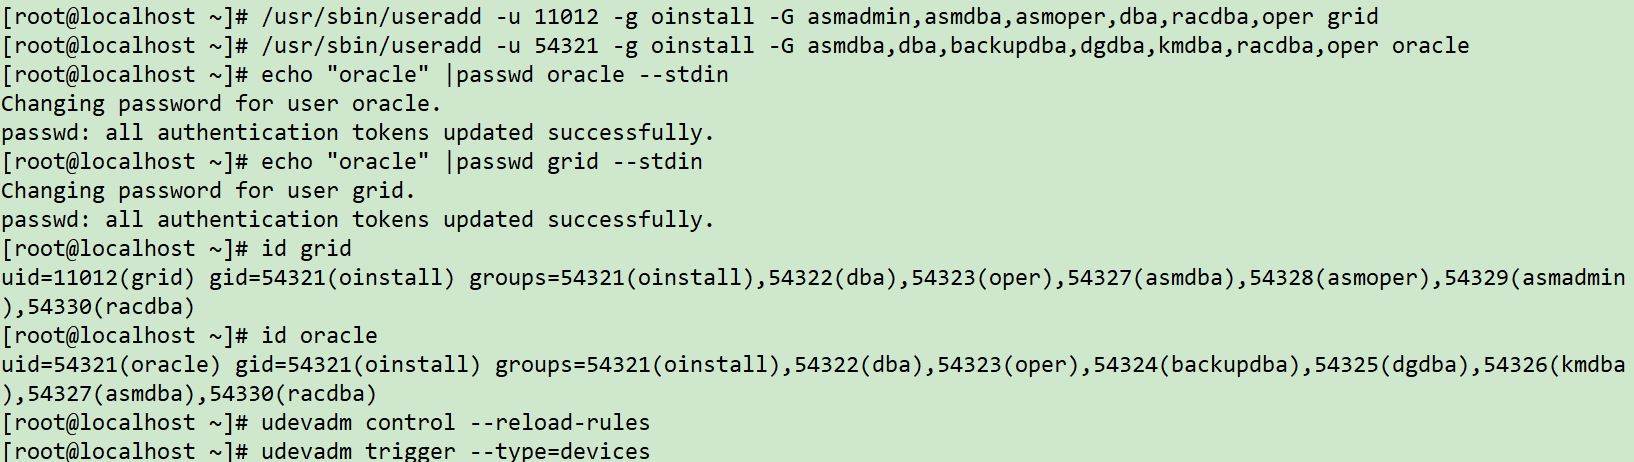 [root@localhost ~]# /usr/sbin/useradd -u 11012 -g oinstall -G asmadmin,asmdba,asmoper,dba,racdba,oper grid
[root@localhost ~]# /usr/sbin/useradd -u 54321 -g oinstall -G asmdba,dba,backupdba,dgdba,kmdba,racdba,oper oracle
[root@localhost ~]# echo "oracle" |passwd oracle --stdin
Changing password for user oracle.
passwd: all authentication tokens updated successfully.
[root@localhost ~]# echo "oracle" |passwd grid --stdin
Changing password for user grid.
passwd: all authentication tokens updated successfully.
[root@localhost ~]# id grid
uid=11012(grid) gid=54321(oinstall) groups=54321(oinstall),54322(dba),54323(oper),54327(asmdba),54328(asmoper),54329(asmadmin
),54330(racdba)
[root@localhost ~]# id oracle
uid=54321(oracle) gid=54321(oinstall) groups=54321(oinstall),54322(dba),54323(oper),54324(backupdba),54325(dgdba),54326(kmdba
),54327(asmdba),54330(racdba)
[root@localhost ~]# udevadm control --reload-rules
[root@localhost ~]# udevadm trigger --type=devices